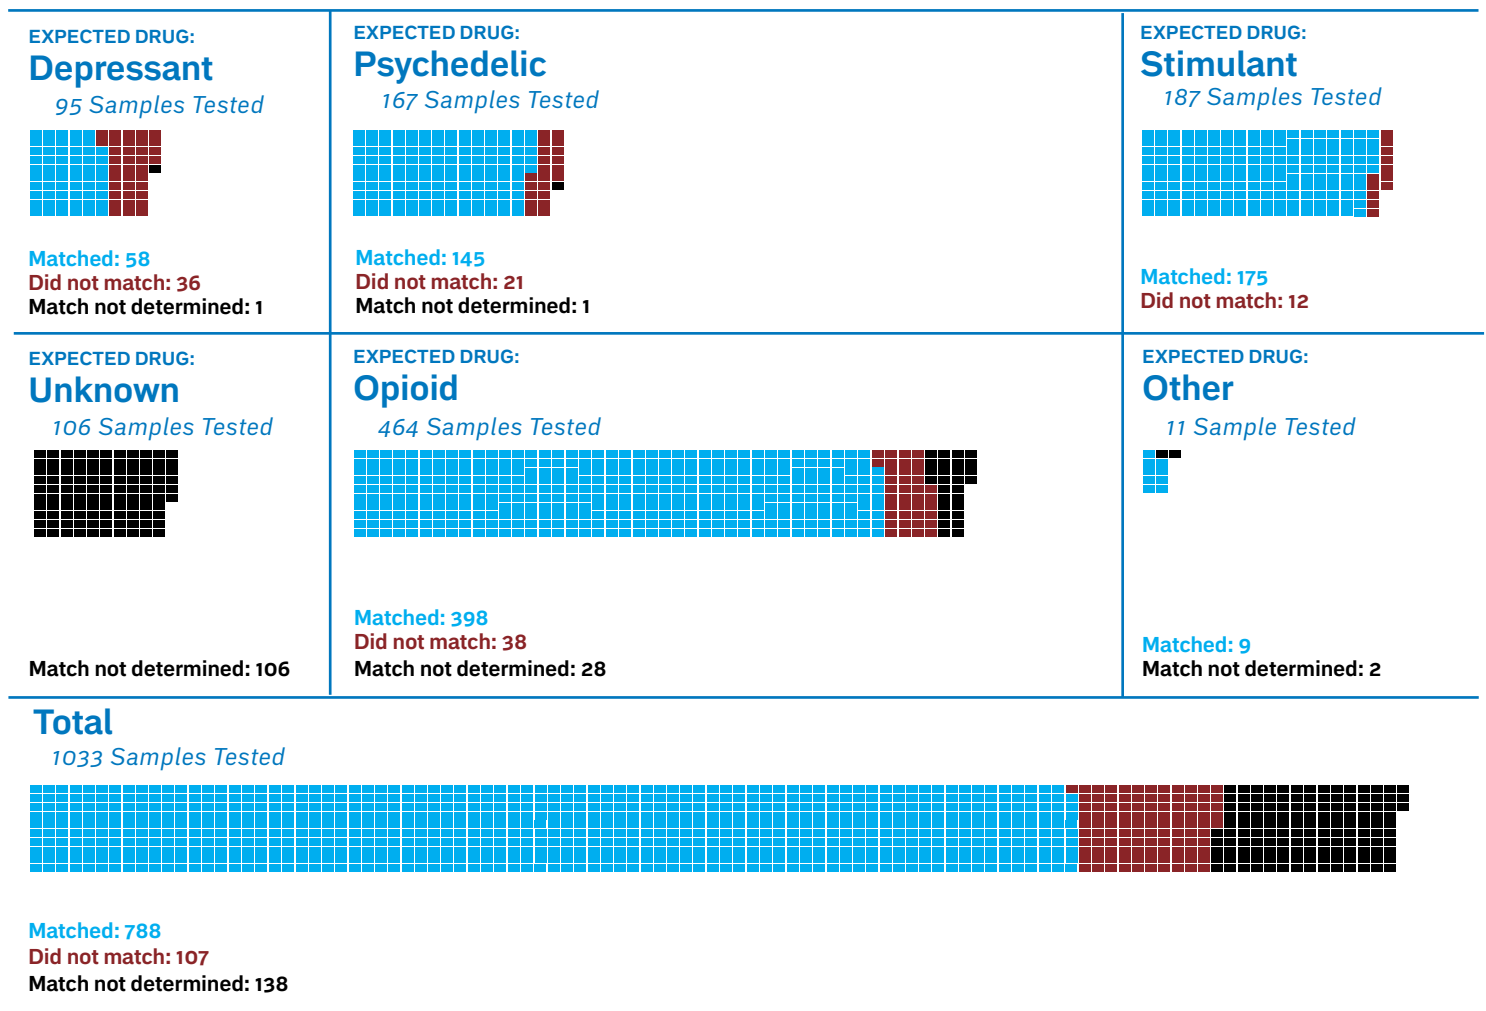 EXPECTED DRUG:
Depressant
95 Samples Tested
Matched: 58
Did not match: 36
Match not determined: 1
EXPECTED DRUG:
Psychedelic
167 Samples Tested
Matched: 145
Did not match: 21
Match not determined: 1
EXPECTED DRUG:
Stimulant
187 Samples Tested
Matched: 175
Did not match: 12
EXPECTED DRUG:
Unknown
106 Samples Tested
Match not determined: 106
EXPECTED DRUG:
Opioid
464 Samples Tested
Matched: 398
Did not match: 38
Match not determined: 28
EXPECTED DRUG:
Other
11 Sample Tested
Matched: 9
Match not determined: 2
Total
1033 Samples Tested
Matched: 788
Did not match: 107
Match not determined: 138